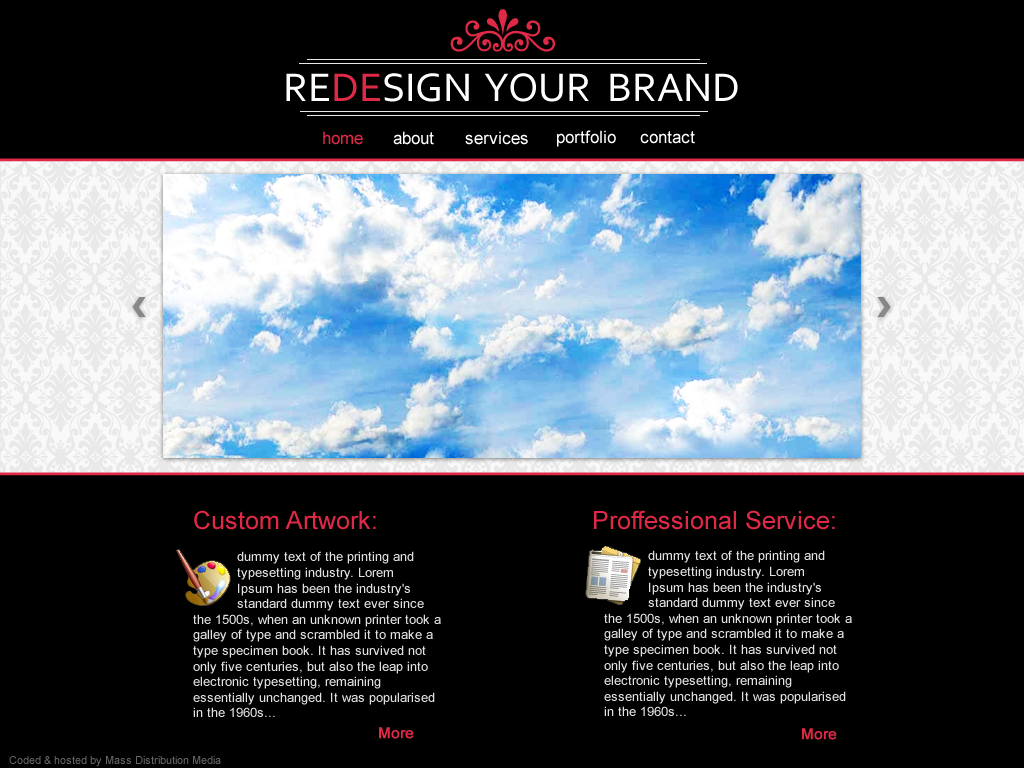 REDESIGN YOUR BRAND
home about services portfolio contact
Custom Artwork:
dummy text of the printing and
typesetting industry. Lorem
Ipsum has been the industry's
standard dummy text ever since
the 1500s, when an unknown printer took a
galley of type and scrambled it to make a
type specimen book. It has survived not
only five centuries, but also the leap into
electronic typesetting, remaining
essentially unchanged. It was popularised
in the 1960s...
More
Proffessional Service:
dummy text of the printing and
typesetting industry. Lorem
Ipsum has been the industry's
standard dummy text ever since
the 1500s, when an unknown printer took a
galley of type and scrambled it to make a
type specimen book. It has survived not
only five centuries, but also the leap into
electronic typesetting, remaining
essentially unchanged. It was popularised
in the 1960s...
More
Coded & hosted by Mass Distribution Media